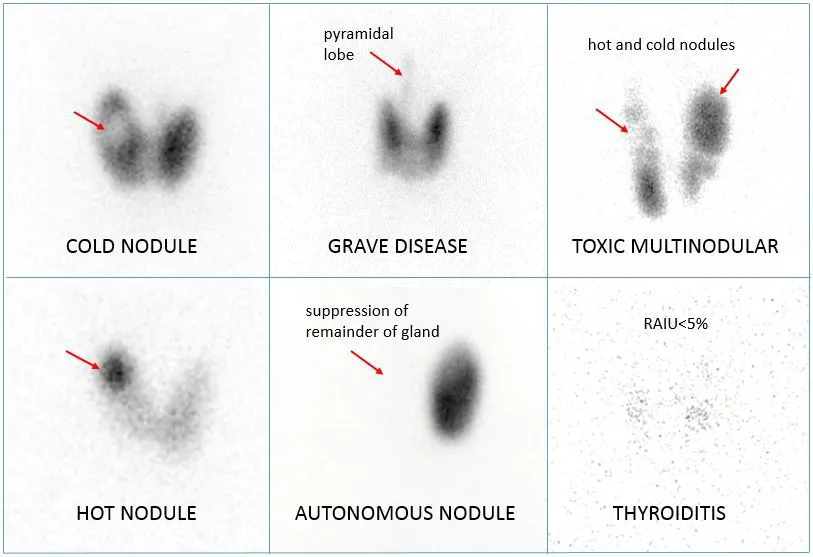 pyramidal
lobe
hot and cold nodules
COLD NODULE
GRAVE DISEASE
TOXIC MULTINODULAR
suppression of
remainder of gland
RAIU<5%
HOT NODULE
AUTONOMOUS NODULE
THYROIDITIS